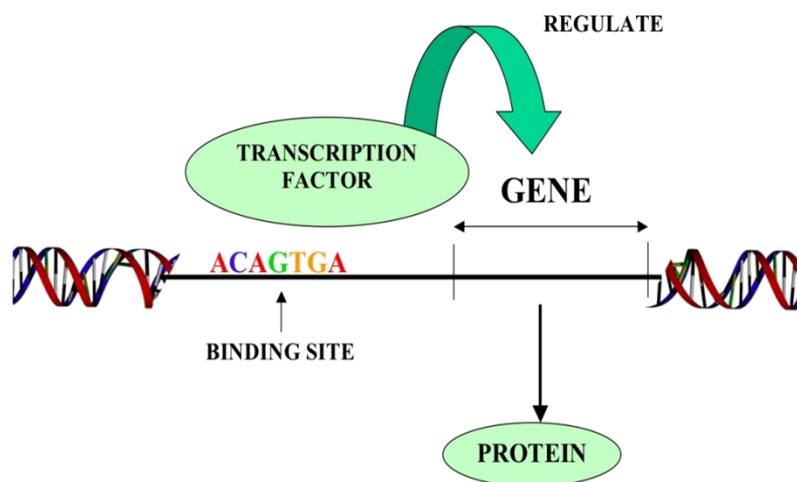 REGULATE
TRANSCRIPTION
FACTOR
GENE
ACAGTGA
BINDING SITE
PROTEIN